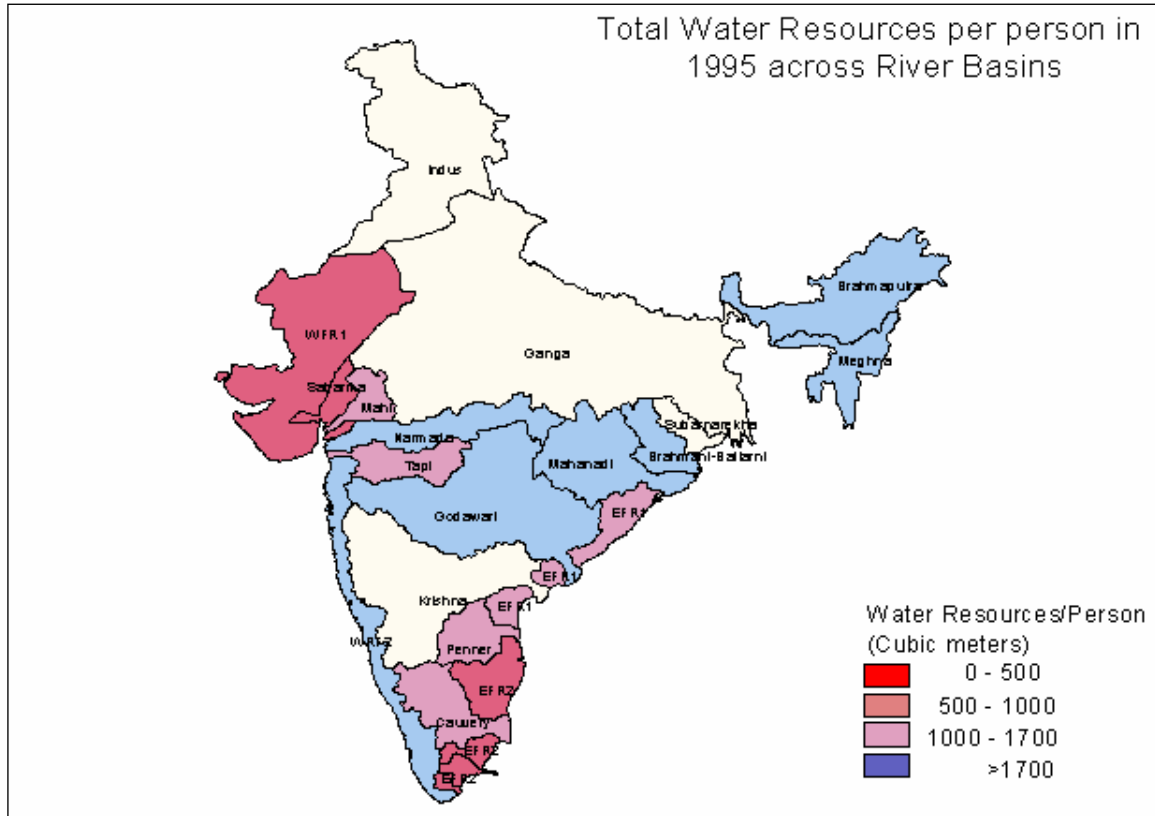 Total Water Resources per person in
1995 across River Basins
Indus
Brahmaputra
WFR1
Ganga
Meghna
Mahi
Subarnarekha
Narmada
Brahmani-Baitarni
Tapi
Mahanadi
Godawari
EFR1
EFR1
Krishna
EFR1
Penner
EFR2
Cauvery
EFR2
EFR2
Water Resources/Person
(Cubic meters)
0 - 500
500 - 1000
1000 - 1700
>1700